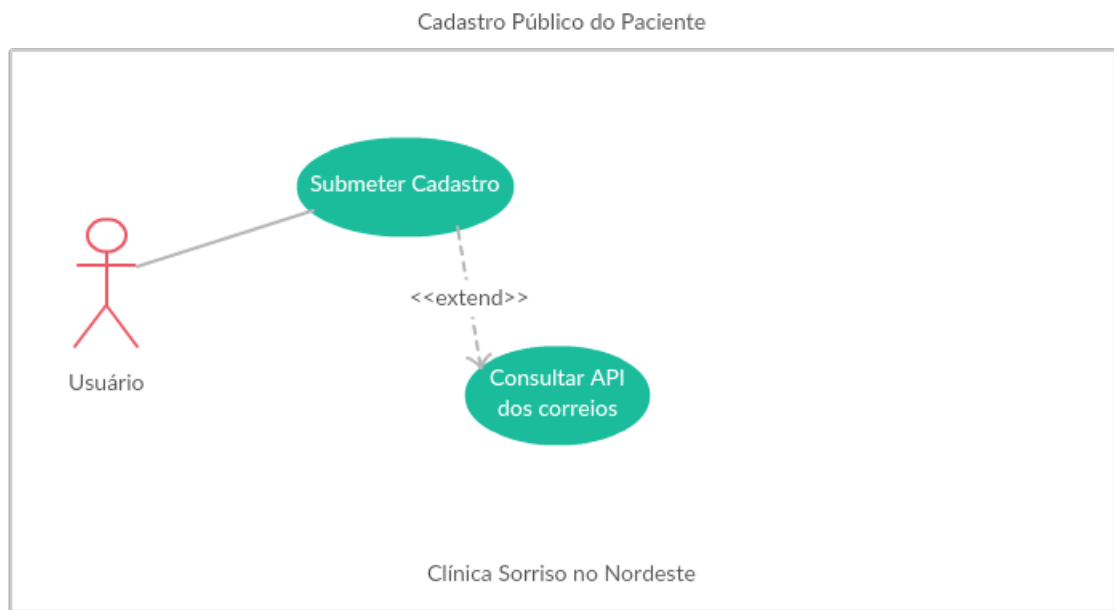 Cadastro Público do Paciente
Submeter Cadastro
<<extend>>
Usuário
Consultar API
dos correios
Clínica Sorriso no Nordeste